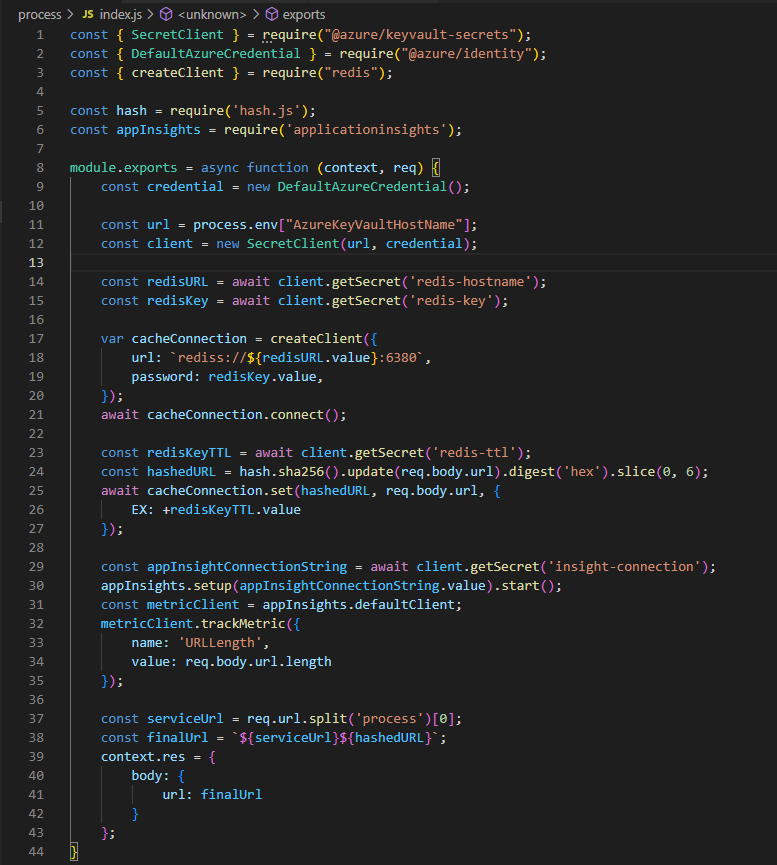 process > JS index.js > <unknown> > exports
1 const { SecretClient } = require("@azure/keyvault-secrets");
2 const { DefaultAzureCredential } = require("@azure/identity");
3 const { createClient } = require("redis");
4
5 const hash = require('hash.js');
6 const appInsights = require('applicationinsights');
7
8 module.exports = async function (context, req) {
9     const credential = new DefaultAzureCredential();
10
11     const url = process.env["AzureKeyVaultHostName"];
12     const client = new SecretClient(url, credential);
13
14     const redisURL = await client.getSecret('redis-hostname');
15     const redisKey = await client.getSecret('redis-key');
16
17     var cacheConnection = createClient({
18         url: `rediss://${redisURL.value}:6380`,
19         password: redisKey.value,
20     });
21     await cacheConnection.connect();
22
23     const redisKeyTTL = await client.getSecret('redis-ttl');
24     const hashedURL = hash.sha256().update(req.body.url).digest('hex').slice(0, 6);
25     await cacheConnection.set(hashedURL, req.body.url, {
26         EX: +redisKeyTTL.value
27     });
28
29     const appInsightConnectionString = await client.getSecret('insight-connection');
30     appInsights.setup(appInsightConnectionString.value).start();
31     const metricClient = appInsights.defaultClient;
32     metricClient.trackMetric({
33         name: 'URLLength',
34         value: req.body.url.length
35     });
36
37     const serviceUrl = req.url.split('process')[0];
38     const finalUrl = `${serviceUrl}${hashedURL}`;
39     context.res = {
40         body: {
41             url: finalUrl
42         }
43     };
44 }